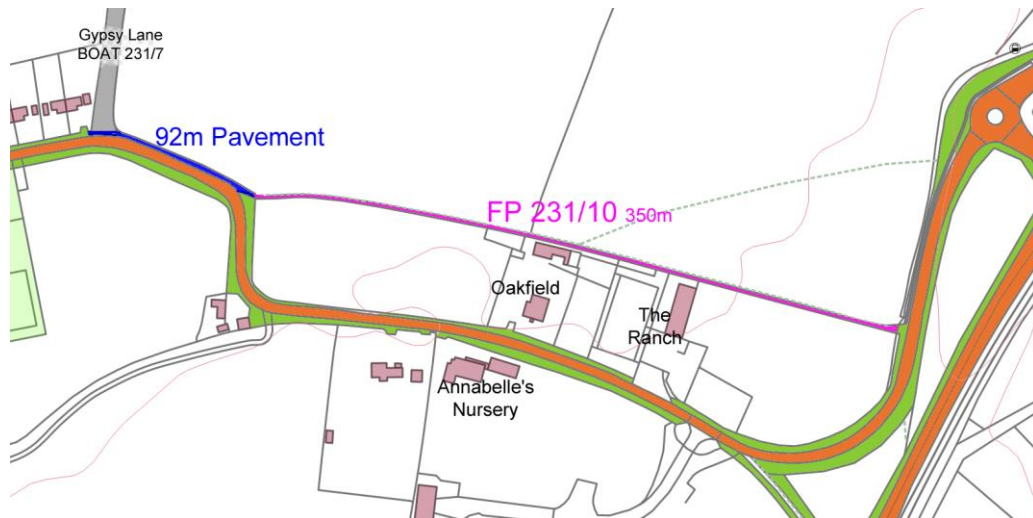 Gypsy Lane
BOAT 231/7
92m Pavement
FP 231/10 350m
Oakfield
The
Ranch
Annabelle's
Nursery